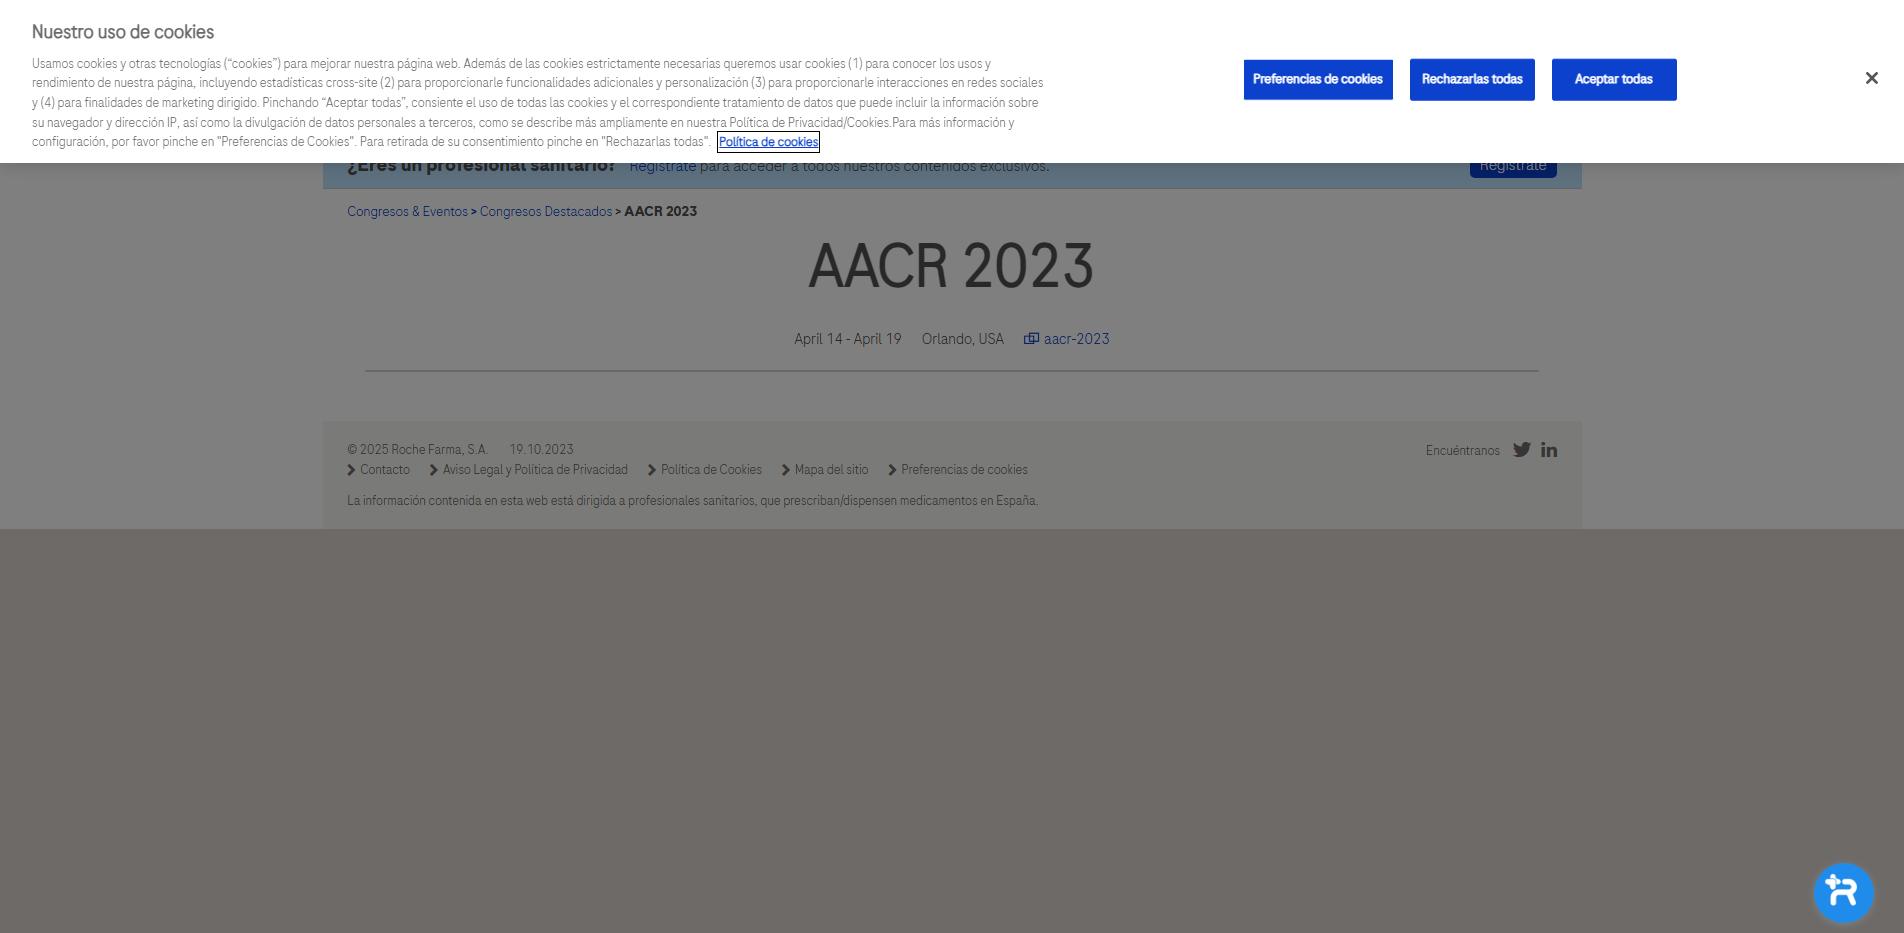 Nuestro uso de cookies
Usamos cookies y otras tecnologías (“cookies”) para mejorar nuestra página web. Además de las cookies estrictamente necesarias queremos usar cookies (1) para conocer los usos y
rendimiento de nuestra página, incluyendo estadísticas cross-site (2) para proporcionarle funcionalidades adicionales y personalización (3) para proporcionarle interacciones en redes sociales
y (4) para finalidades de marketing dirigido. Pinchando “Aceptar todas”, consiente el uso de todas las cookies y el correspondiente tratamiento de datos que puede incluir la información sobre
su navegador y dirección IP, así como la divulgación de datos personales a terceros, como se describe más ampliamente en nuestra Política de Privacidad/Cookies.Para más información y
configuración, por favor pinche en "Preferencias de Cookies". Para retirada de su consentimiento pinche en "Rechazarlas todas". Política de cookies
Preferencias de cookies Rechazarlas todas Aceptar todas
¿Eres un profesional sanitario? Regístrate para acceder a todos nuestros contenidos exclusivos. Regístrate
Congresos & Eventos > Congresos Destacados > AACR 2023
AACR 2023
April 14 - April 19 Orlando, USA aacr-2023
© 2025 Roche Farma, S.A. 19.10.2023 Encuéntranos
Contacto Aviso Legal y Política de Privacidad Política de Cookies Mapa del sitio Preferencias de cookies
La información contenida en esta web está dirigida a profesionales sanitarios, que prescriban/dispensen medicamentos en España.